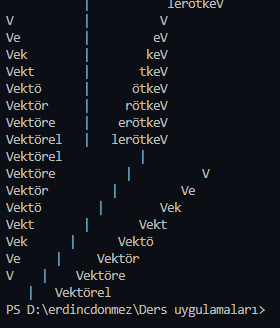 | lerötkeV
V | V
Ve | eV
Vek | keV
Vekt | tkeV
Vektö | ötkeV
Vektör | rötkeV
Vektöre | erötkeV
Vektörel | lerötkeV
Vektörel |
Vektöre | V
Vektör | Ve
Vektö | Vek
Vekt | Vekt
Vek | Vektö
Ve | Vektör
V | Vektöre
| Vektörel
PS D:\erdincdonmez\Ders uygulamaları>